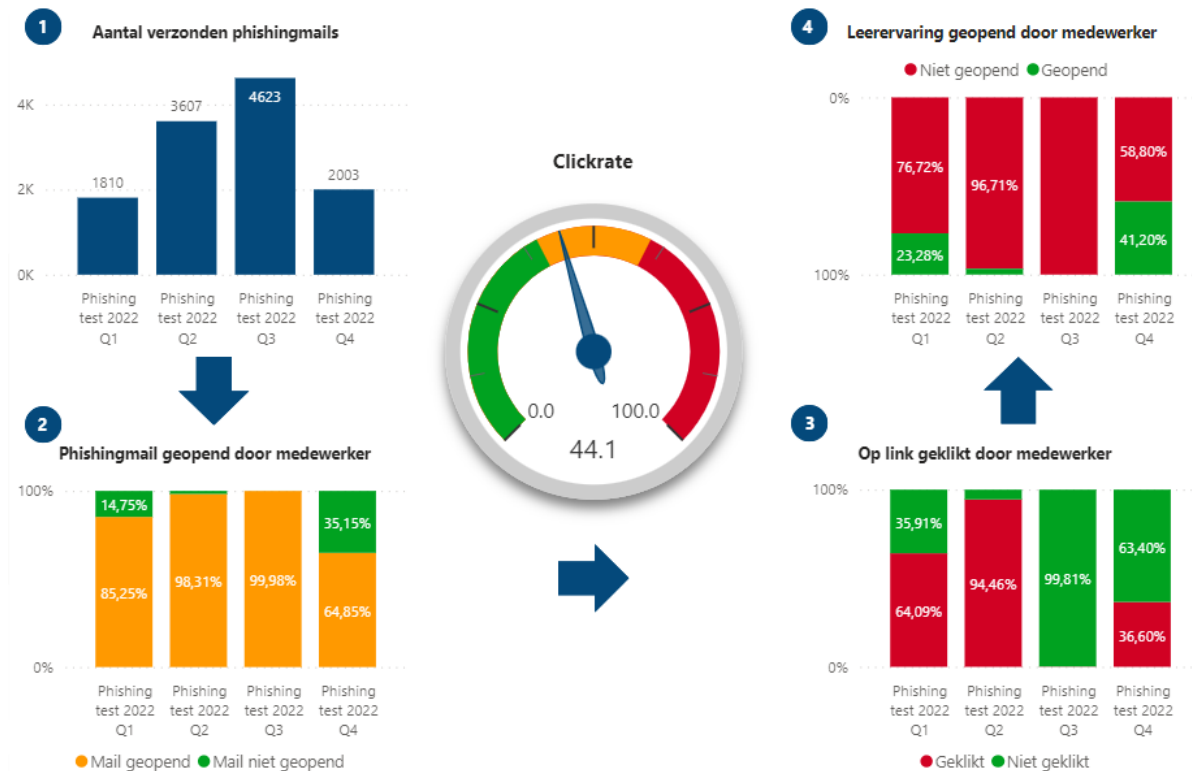 1
Aantal verzonden phishingmails
4K
2K
0K
1810
3607
4623
2003
Phishing
test 2022
Q1
Phishing
test 2022
Q2
Phishing
test 2022
Q3
Phishing
test 2022
Q4
2
Phishingmail geopend door medewerker
100%
0%
14,75%
85,25%
98,31%
99,98%
35,15%
64,85%
Phishing
test 2022
Q1
Phishing
test 2022
Q2
Phishing
test 2022
Q3
Phishing
test 2022
Q4
Mail geopend Mail niet geopend
Clickrate
0.0
100.0
44.1
3
Op link geklikt door medewerker
100%
0%
35,91%
64,09%
94,46%
99,81%
63,40%
36,60%
Phishing
test 2022
Q1
Phishing
test 2022
Q2
Phishing
test 2022
Q3
Phishing
test 2022
Q4
Geklikt Niet geklikt
4
Leerervaring geopend door medewerker
Niet geopend Geopend
0%
100%
76,72%
23,28%
96,71%
58,80%
41,20%
Phishing
test 2022
Q1
Phishing
test 2022
Q2
Phishing
test 2022
Q3
Phishing
test 2022
Q4